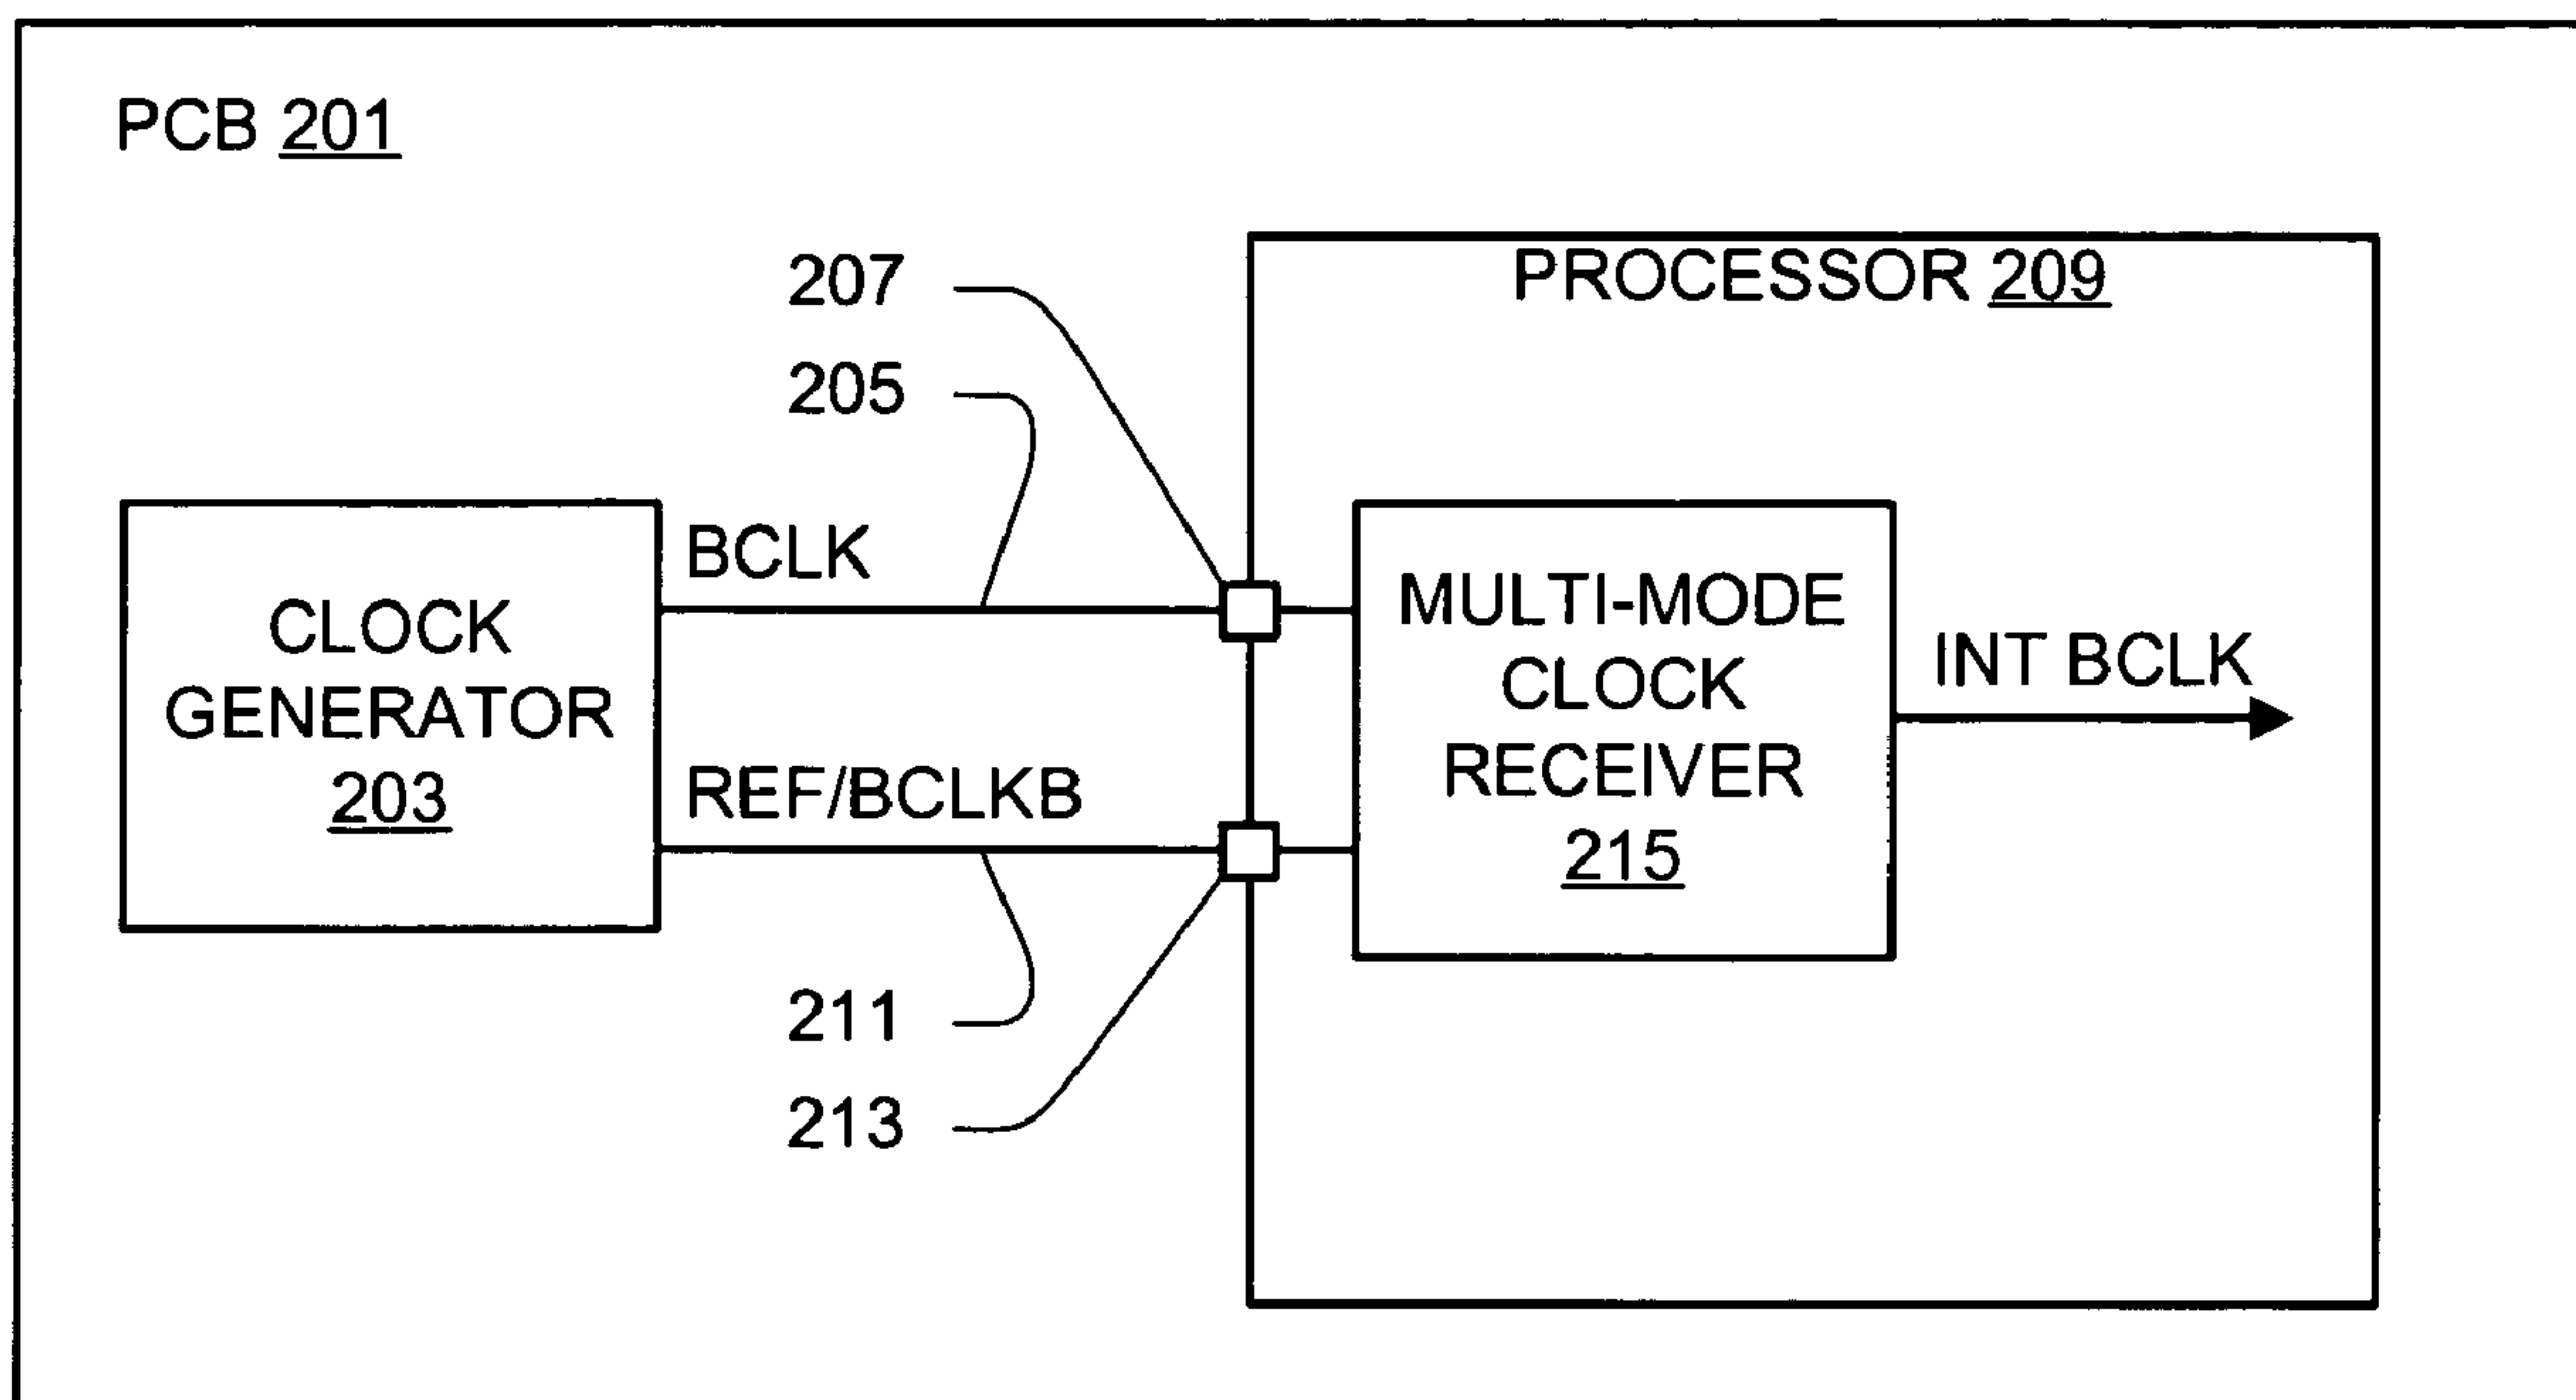 PCB 201
PROCESSOR 209
207
205
BCLK
CLOCK
GENERATOR
203
REF/BCLKB
MULTI-MODE
CLOCK
RECEIVER
215
INT BCLK
211
213